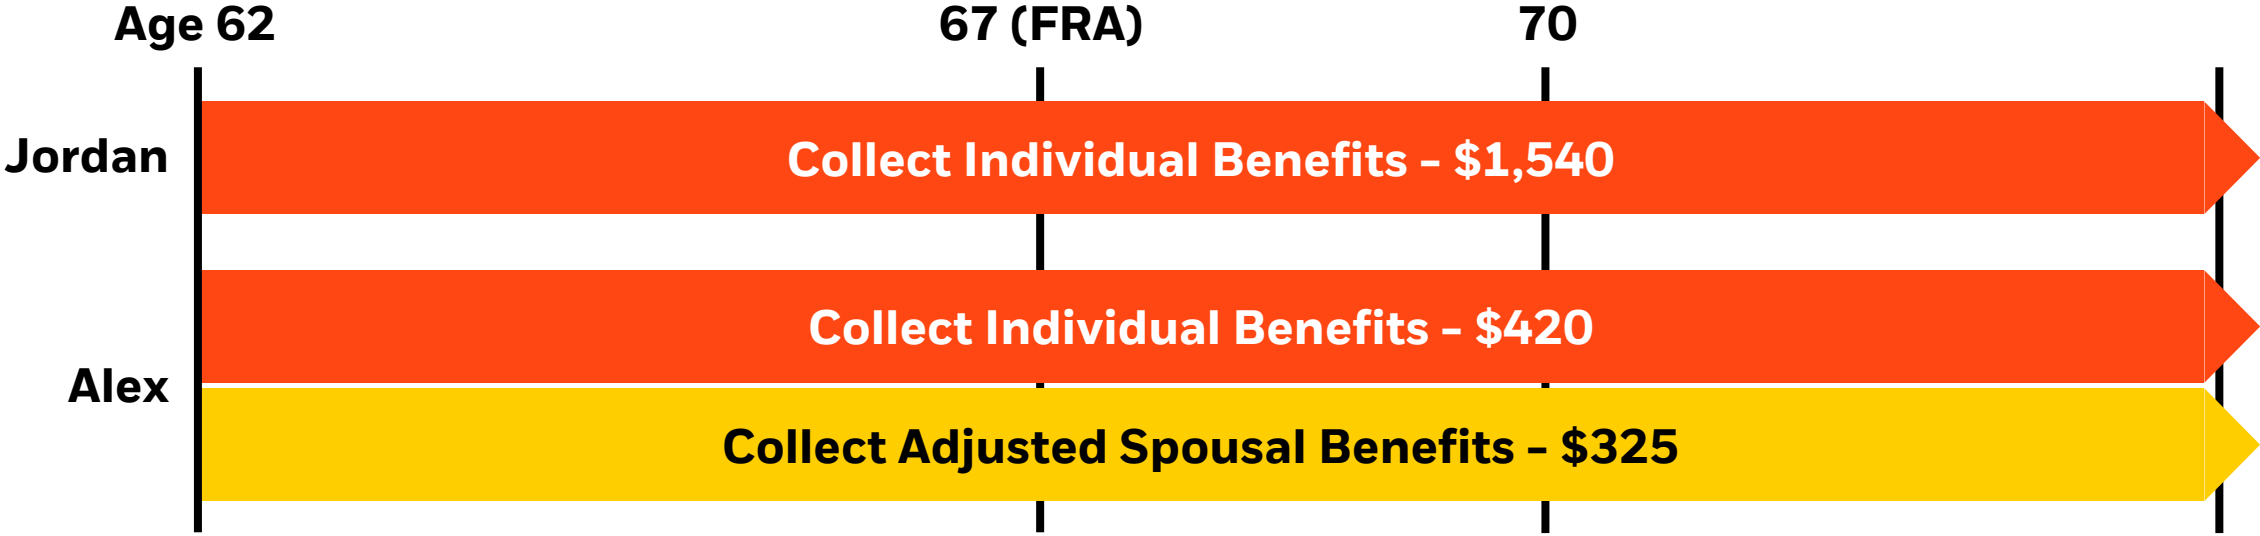 Age 62
67 (FRA)
70
Jordan
Collect Individual Benefits – $1,540
Collect Individual Benefits – $420
Alex
Collect Adjusted Spousal Benefits – $325